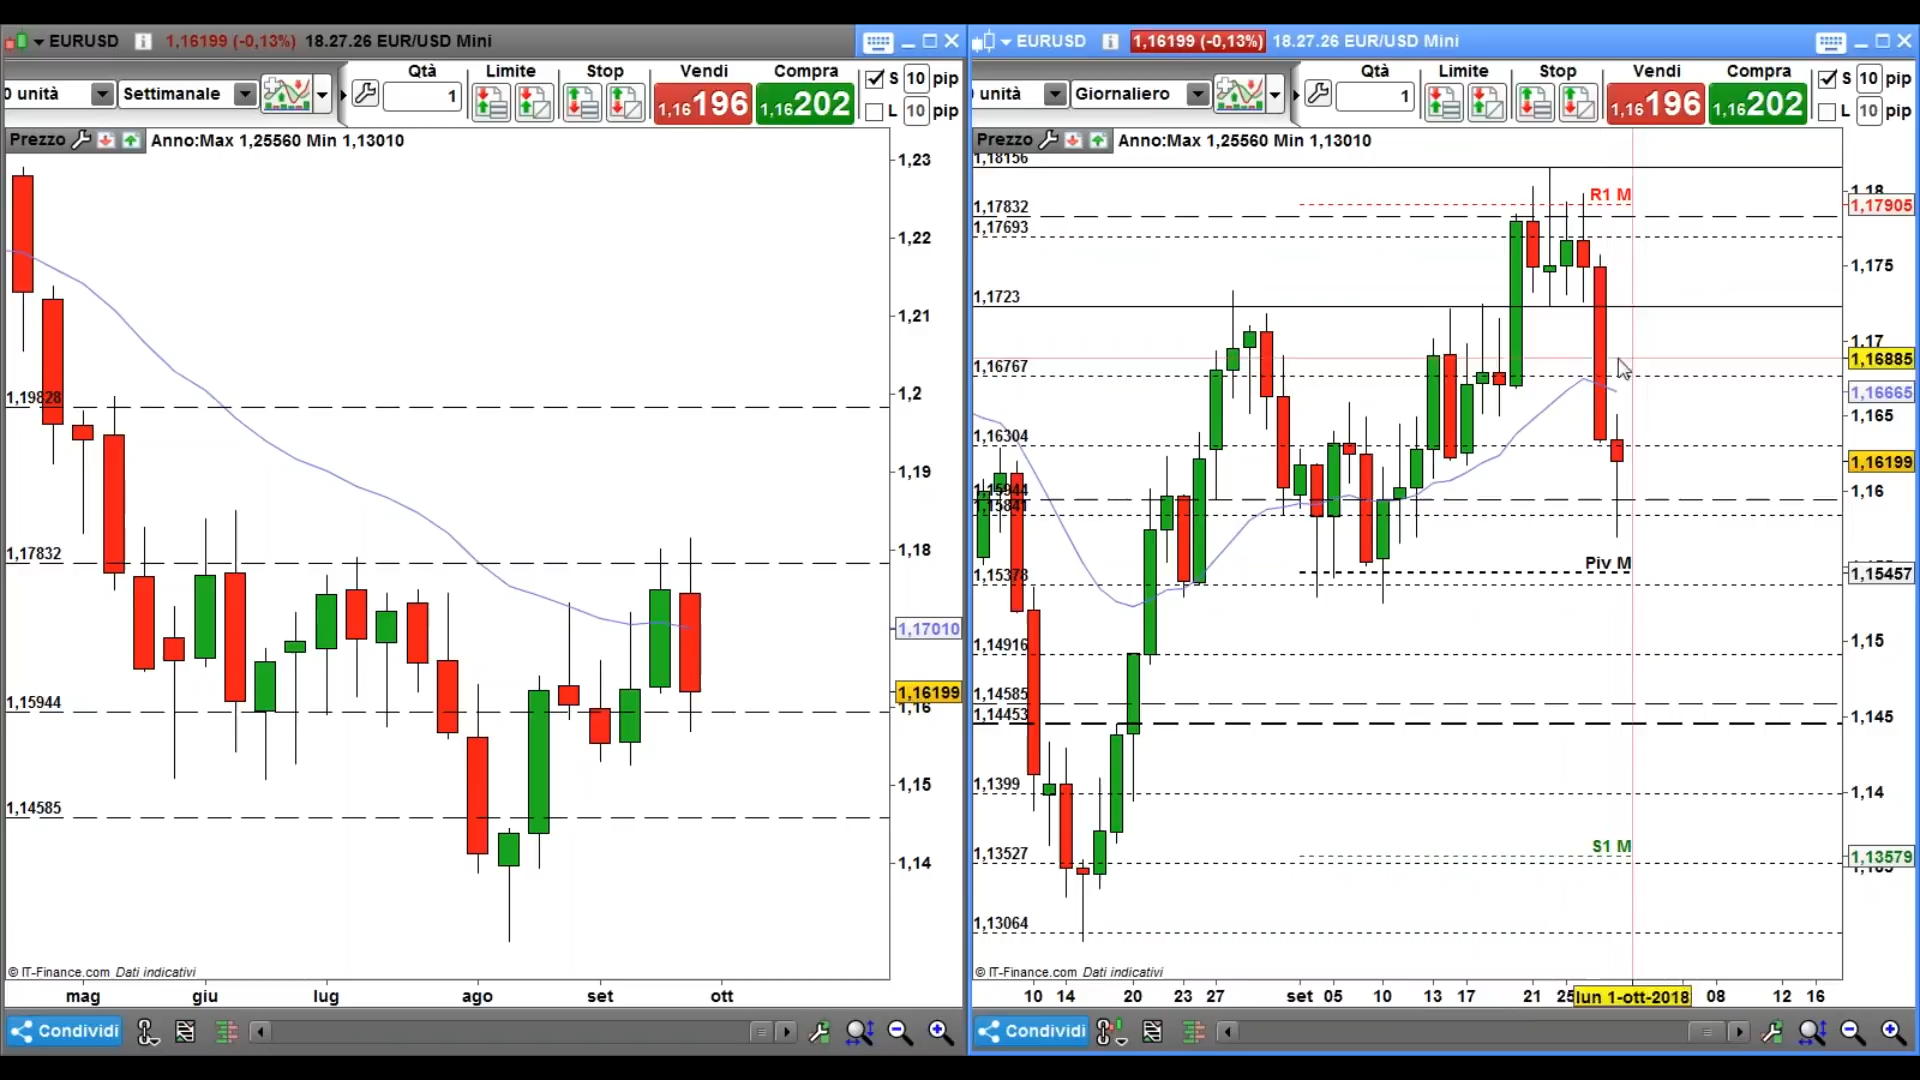 EURUSD 1,16199 (-0,13%) 18.27.26 EUR/USD Mini
0 unità Settimanale
Qtà Limite Stop Vendi Compra
1 1,16196 1,16202
S 10 pip
L 10 pip
Prezzo Anno:Max 1,25560 Min 1,13010
1,23
1,22
1,21
1,2
1,19828
1,19
1,18
1,17832
1,17010
1,15944
1,16199
1,16
1,15
1,14585
1,14
© IT-Finance.com Dati indicativi
mag giu lug ago set ott
Condividi
EURUSD 1,16199 (-0,13%) 18.27.26 EUR/USD Mini
unità Giornaliero
Qtà Limite Stop Vendi Compra
1 1,16196 1,16202
S 10 pip
L 10 pip
Prezzo Anno:Max 1,25560 Min 1,13010
1,18156
1,18
R1 M
1,17905
1,17832
1,17693
1,175
1,1723
1,17
1,16885
1,16767
1,16665
1,165
1,16304
1,16199
1,15944
1,16
1,15841
Piv M
1,15457
1,15378
1,15
1,14916
1,14585
1,14453
1,145
1,1399
1,14
S1 M
1,13527
1,13579
1,13064
© IT-Finance.com Dati indicativi
10 14 20 23 27 set 05 10 13 17 21 25 lun 1-ott-2018 08 12 16
Condividi